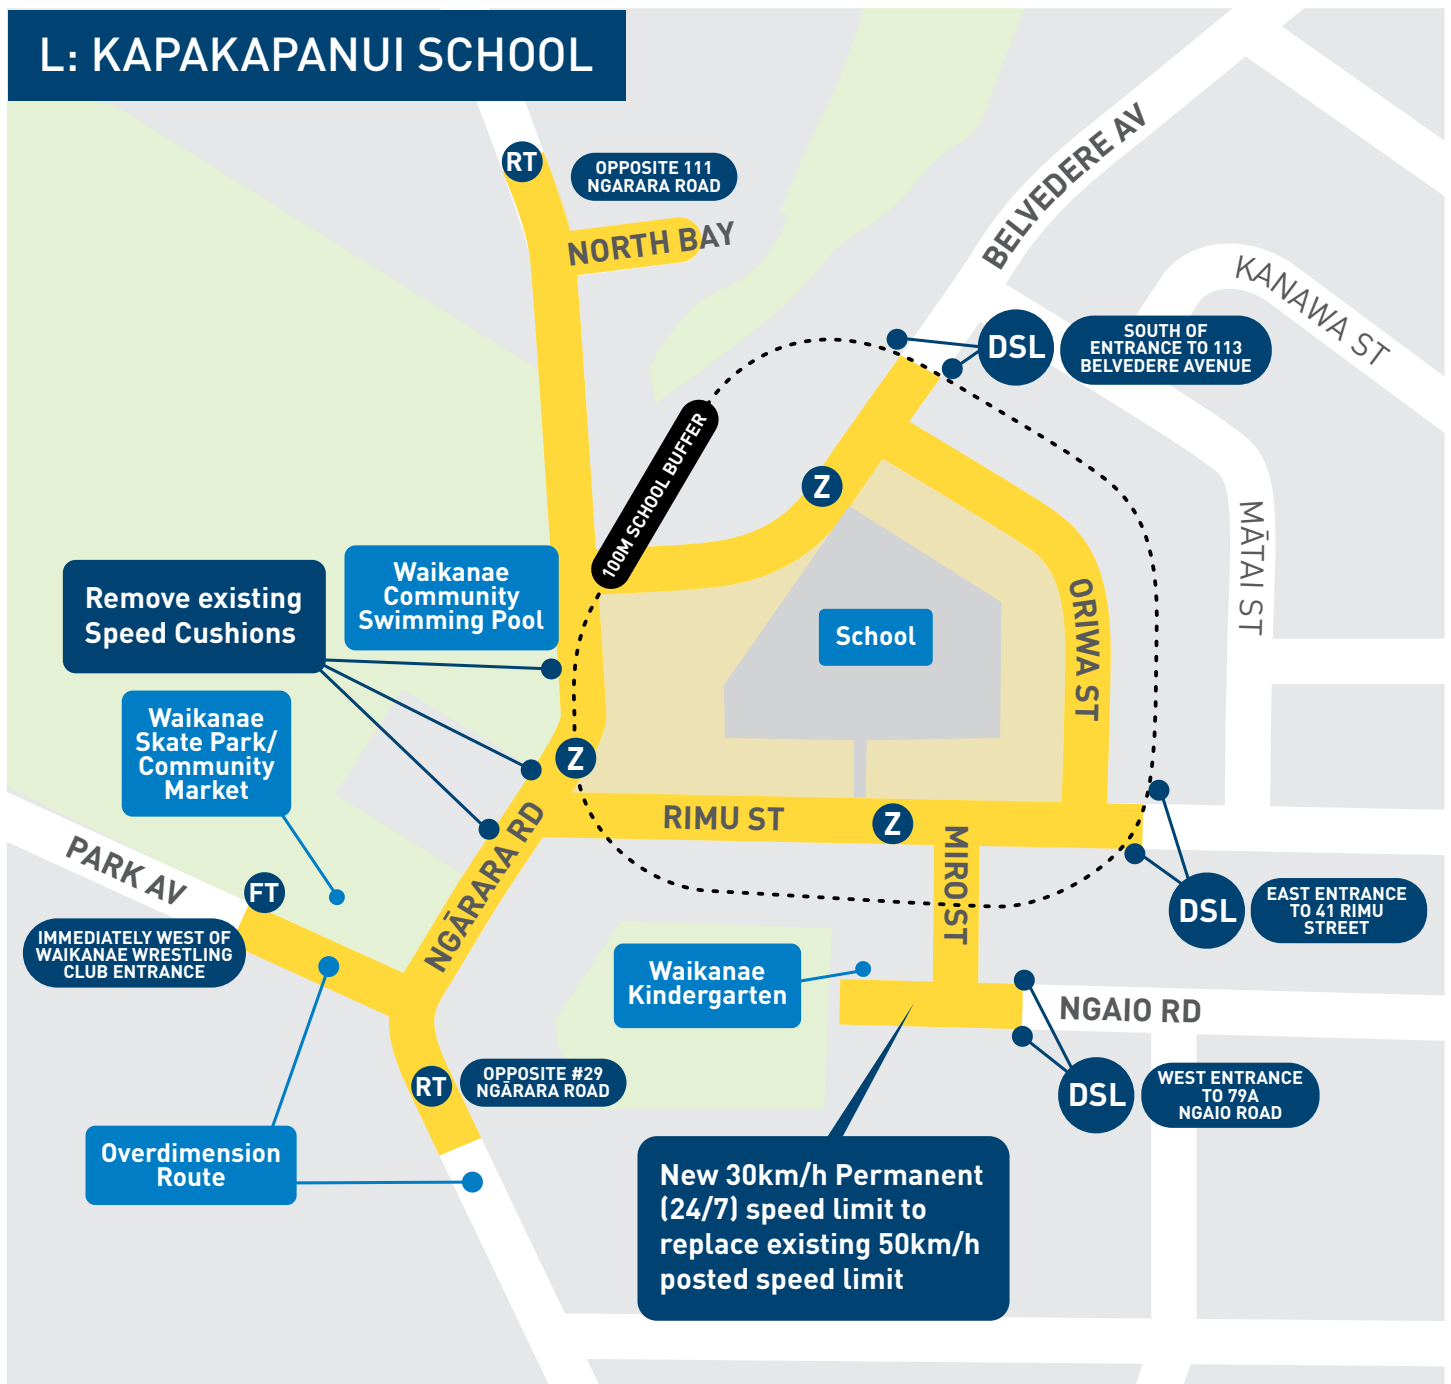 L: KAPAKAPANUI SCHOOL
RT
OPPOSITE 111
NGARARA ROAD
NORTH BAY
BELVEDERE AV
KANAWA ST
DSL
SOUTH OF
ENTRANCE TO 113
BELVEDERE AVENUE
100M SCHOOL BUFFER
Z
MĀTAI ST
Waikanae
Community
Swimming Pool
Remove existing
Speed Cushions
School
ORIWA ST
Waikanae
Skate Park/
Community
Market
Z
RIMU ST
Z
MIRO ST
NGĀRARA RD
PARK AV
FT
IMMEDIATELY WEST OF
WAIKANAE WRESTLING
CLUB ENTRANCE
DSL
EAST ENTRANCE
TO 41 RIMU
STREET
Waikanae
Kindergarten
NGAIO RD
RT
OPPOSITE #29
NGĀRARA ROAD
DSL
WEST ENTRANCE
TO 79A
NGAIO ROAD
Overdimension
Route
New 30km/h Permanent
(24/7) speed limit to
replace existing 50km/h
posted speed limit